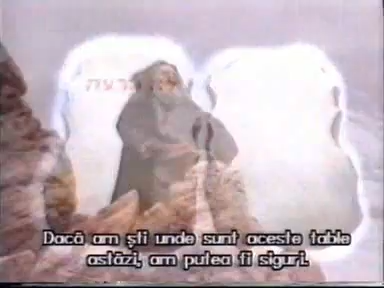 Dacă am şti unde sunt aceste table
astăzi, am putea fi siguri.